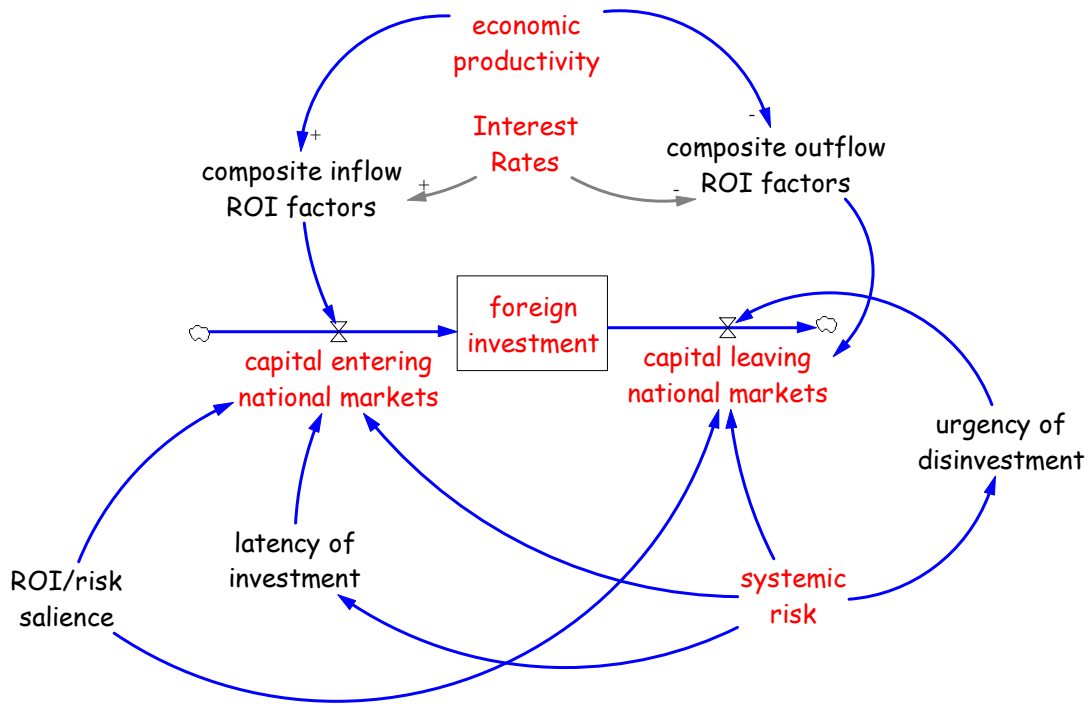 economic
productivity
Interest
Rates
-
composite outflow
ROI factors
+
composite inflow
ROI factors
+
-
foreign
investment
capital entering
national markets
capital leaving
national markets
urgency of
disinvestment
latency of
investment
ROI/risk
salience
systemic
risk